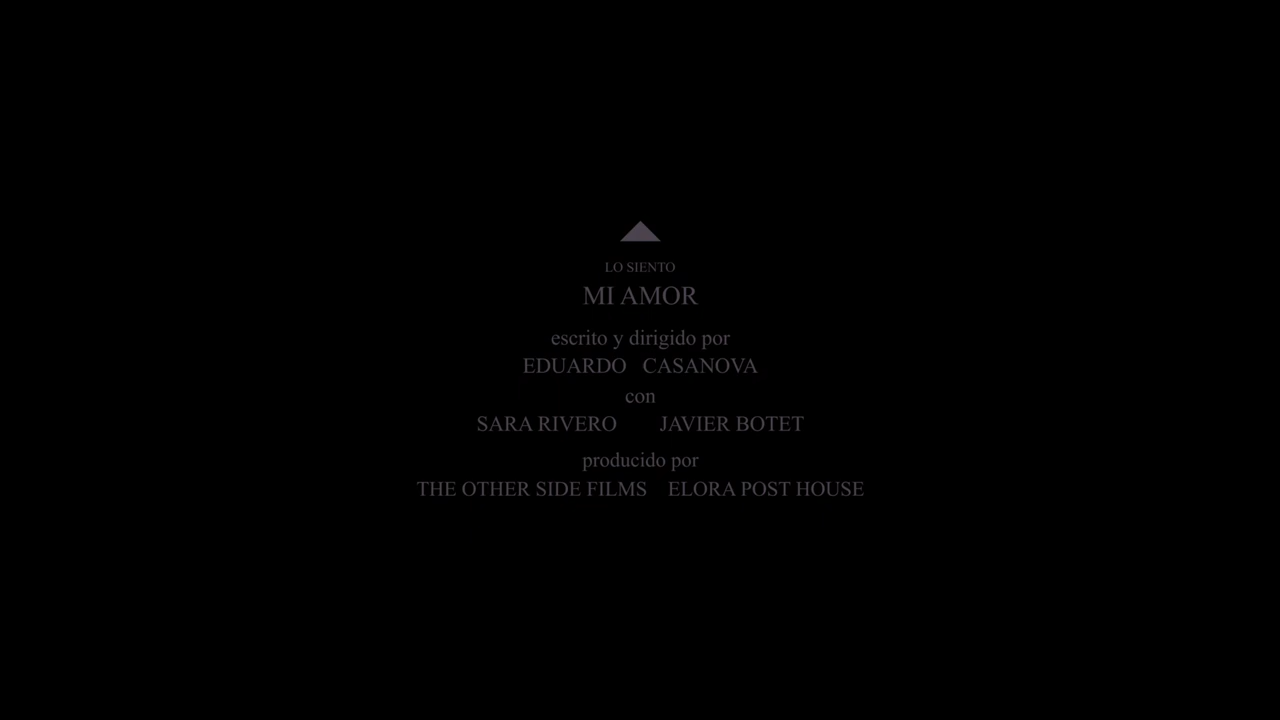 LO SIENTO
MI AMOR
escrito y dirigido por
EDUARDO CASANOVA
con
SARA RIVERO JAVIER BOTET
producido por
THE OTHER SIDE FILMS ELORA POST HOUSE